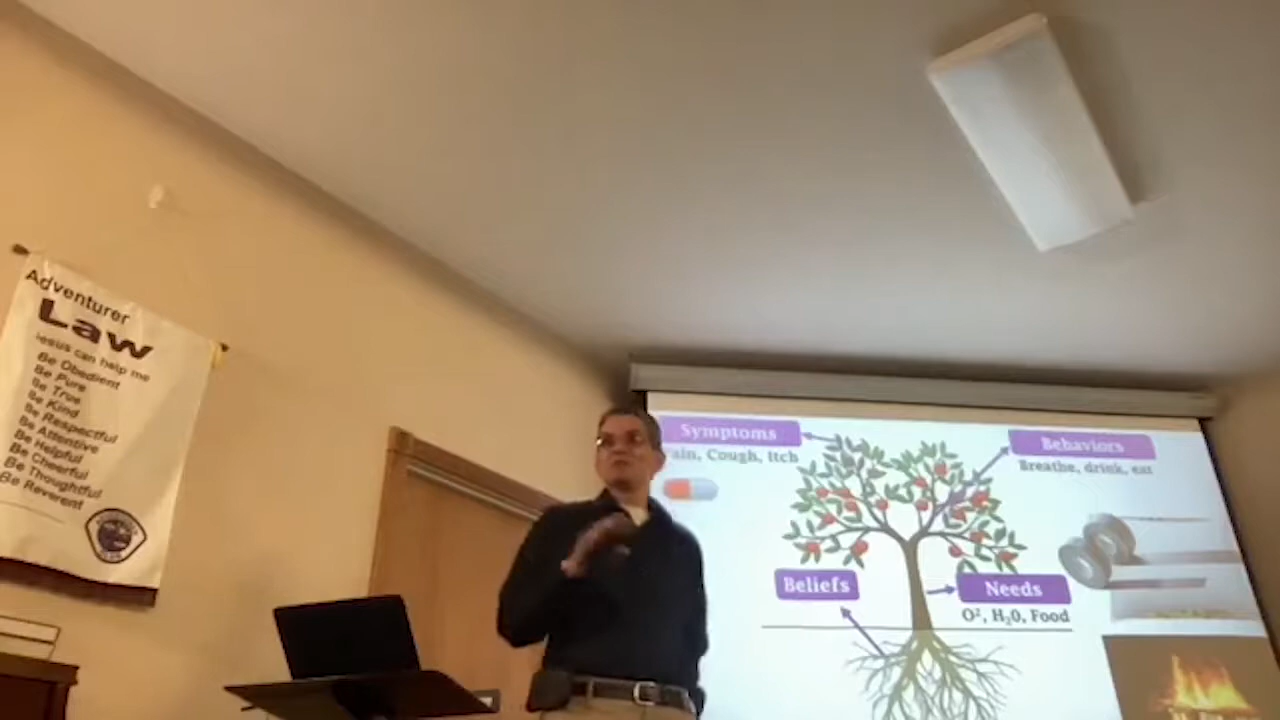 Adventurer
Law
Jesus can help me
Be Obedient
Be Pure
Be True
Be Kind
Be Respectful
Be Attentive
Be Helpful
Be Cheerful
Be Thoughtful
Be Reverent
Symptoms
ain, Cough, Itch
Behaviors
Breathe, drink, eat
Beliefs
Needs
O², H₂0, Food